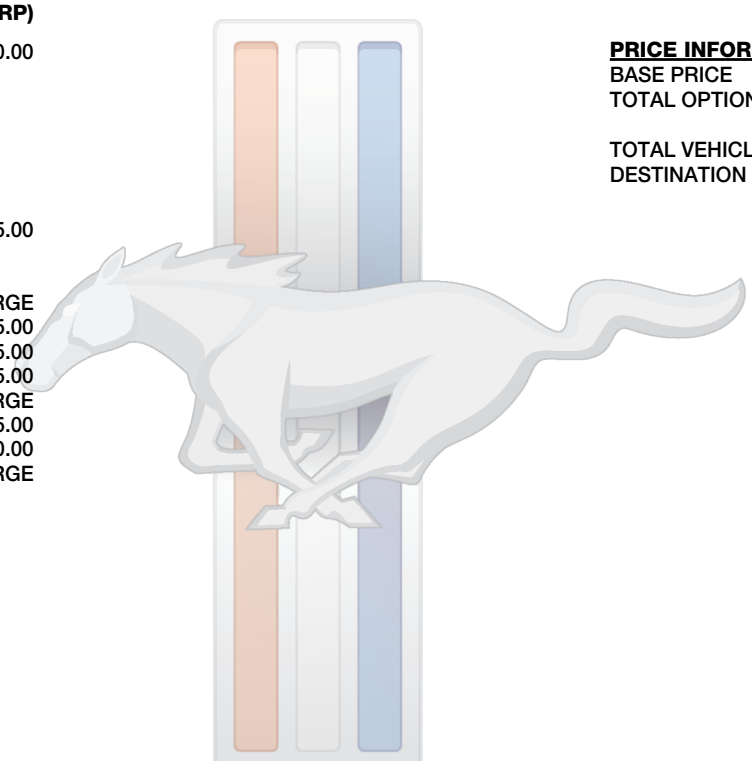 RP)
0.00
5.00
RGE
5.00
5.00
5.00
RGE
5.00
0.00
RGE
PRICE INFOR
BASE PRICE
TOTAL OPTION
TOTAL VEHICL
DESTINATION